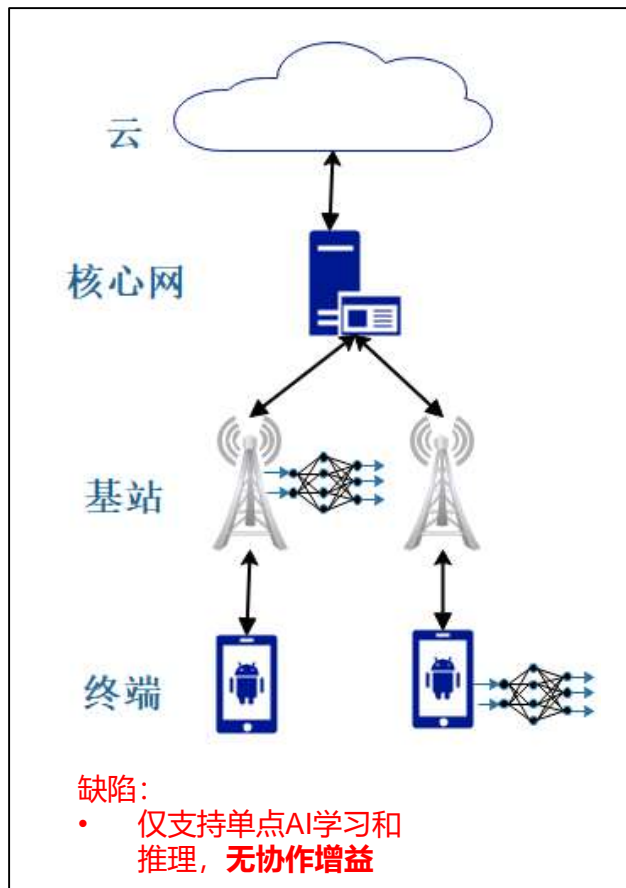 云
核心网
基站
终端
缺陷：
• 仅支持单点AI学习和
推理，无协作增益